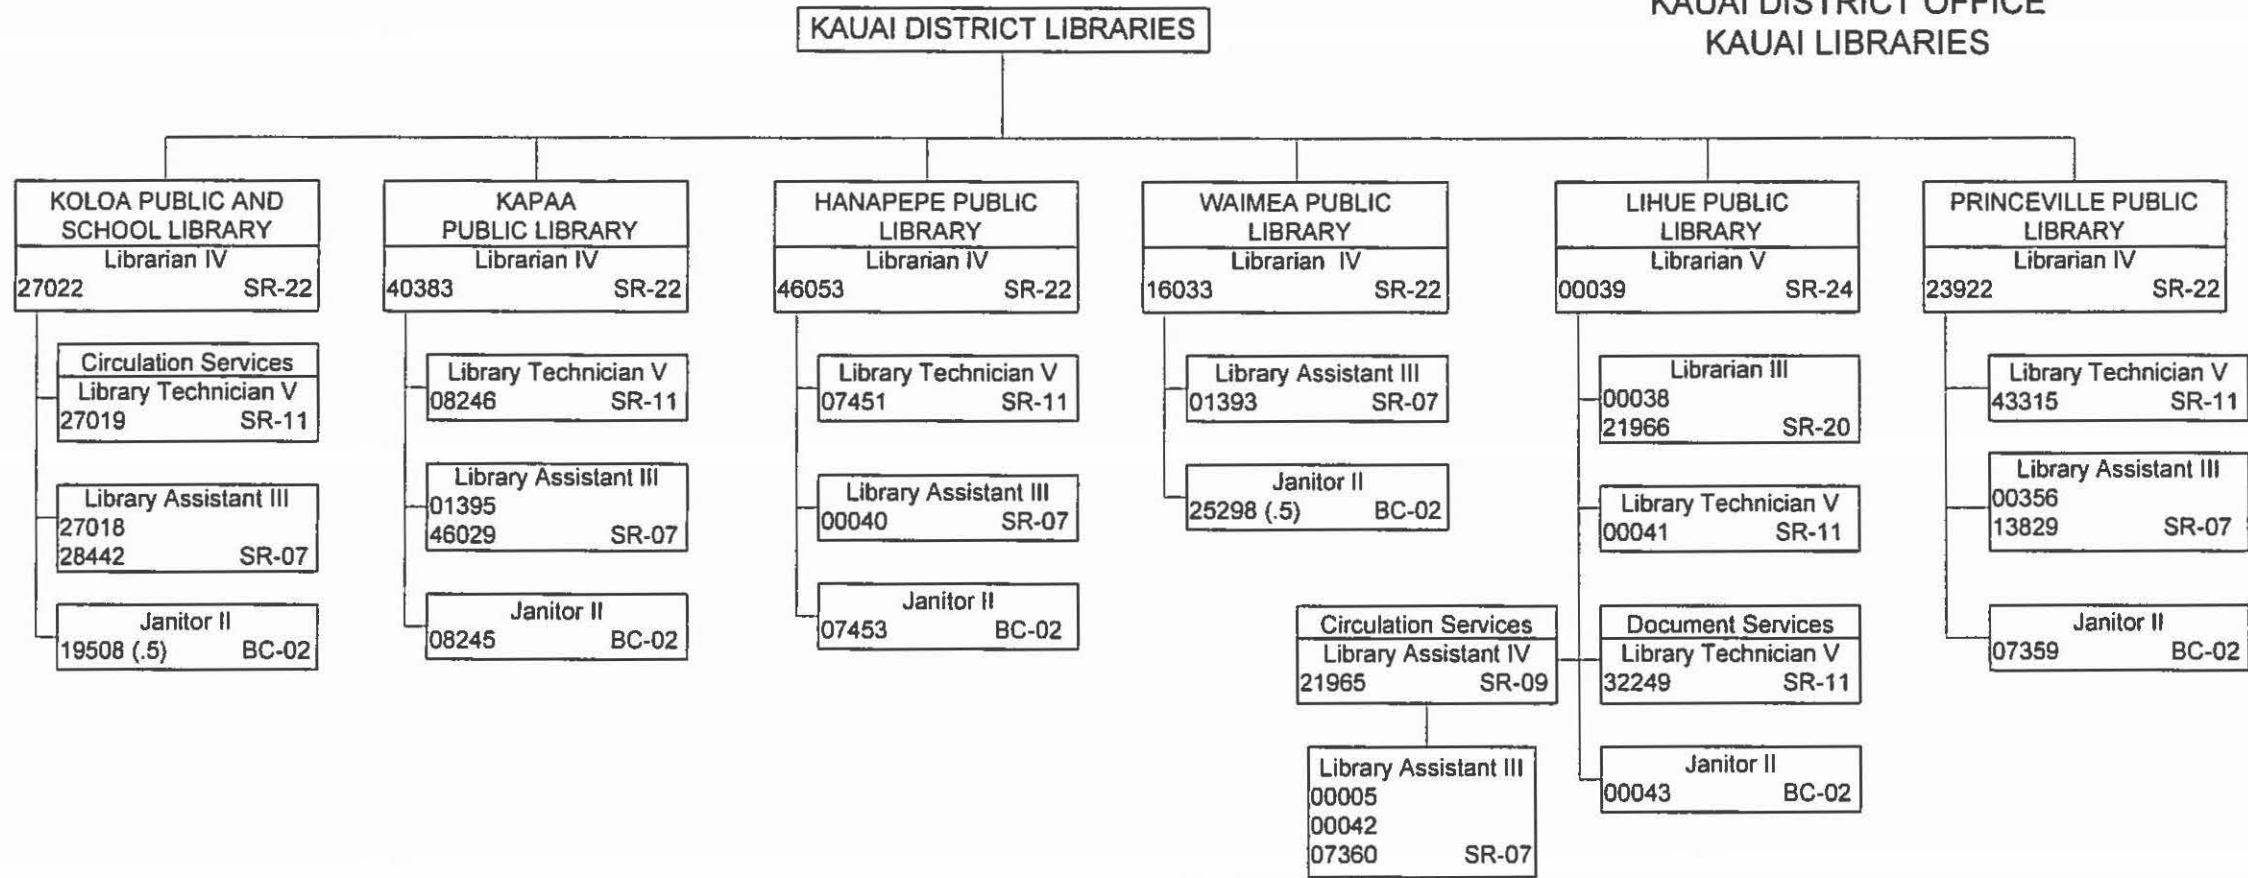 KAUAI DISTRICT OFFICE
KAUAI LIBRARIES
KAUAI DISTRICT LIBRARIES
KOLOA PUBLIC AND
SCHOOL LIBRARY
Librarian IV
27022 SR-22
Circulation Services
Library Technician V
27019 SR-11
Library Assistant III
27018
28442 SR-07
Janitor II
19508 (.5) BC-02
KAPAA
PUBLIC LIBRARY
Librarian IV
40383 SR-22
Library Technician V
08246 SR-11
Library Assistant III
01395
46029 SR-07
Janitor II
08245 BC-02
HANAPEPE PUBLIC
LIBRARY
Librarian IV
46053 SR-22
Library Technician V
07451 SR-11
Library Assistant III
00040 SR-07
Janitor II
07453 BC-02
WAIMEA PUBLIC
LIBRARY
Librarian IV
16033 SR-22
Library Assistant III
01393 SR-07
Janitor II
25298 (.5) BC-02
LIHUE PUBLIC
LIBRARY
Librarian V
00039 SR-24
Librarian III
00038
21966 SR-20
Library Technician V
00041 SR-11
Circulation Services
Library Assistant IV
21965 SR-09
Library Assistant III
00005
00042
07360 SR-07
Document Services
Library Technician V
32249 SR-11
Janitor II
00043 BC-02
PRINCEVILLE PUBLIC
LIBRARY
Librarian IV
23922 SR-22
Library Technician V
43315 SR-11
Library Assistant III
00356
13829 SR-07
Janitor II
07359 BC-02